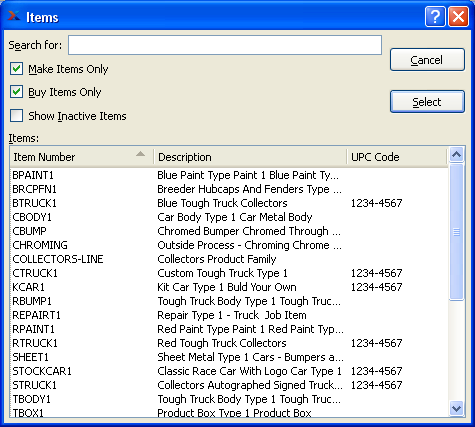 Items
Search for:
Make Items Only
Buy Items Only
Show Inactive Items
Cancel
Select
Items:
Item Number Description UPC Code
BPAINT1 Blue Paint Type Paint 1 Blue Paint Ty...
BRCPFN1 Breeder Hubcaps And Fenders Type ...
BTRUCK1 Blue Tough Truck Collectors 1234-4567
CBODY1 Car Body Type 1 Car Metal Body
CBUMP Chromed Bumper Chromed Through ...
CHROMING Outside Process - Chroming Chrome ...
COLLECTORS-LINE Collectors Product Family
CTRUCK1 Custom Tough Truck Type 1 1234-4567
KCAR1 Kit Car Type 1 Buld Your Own 1234-4567
RBUMP1 Tough Truck Body Type 1 Tough Truc...
REPAIRT1 Repair Type 1 - Truck Job Item
RPAINT1 Red Paint Type Paint 1 Red Paint Typ...
RTRUCK1 Red Tough Truck Collectors 1234-4567
SHEET1 Sheet Metal Type 1 Cars - Bumpers a...
STOCKCAR1 Classic Race Car With Logo Car Type 1 1234-4567
STRUCK1 Collectors Autographed Signed Truck... 1234-4567
TBODY1 Tough Truck Body Type 1 Tough Truc...
TBOX1 Product Box Type 1 Product Box